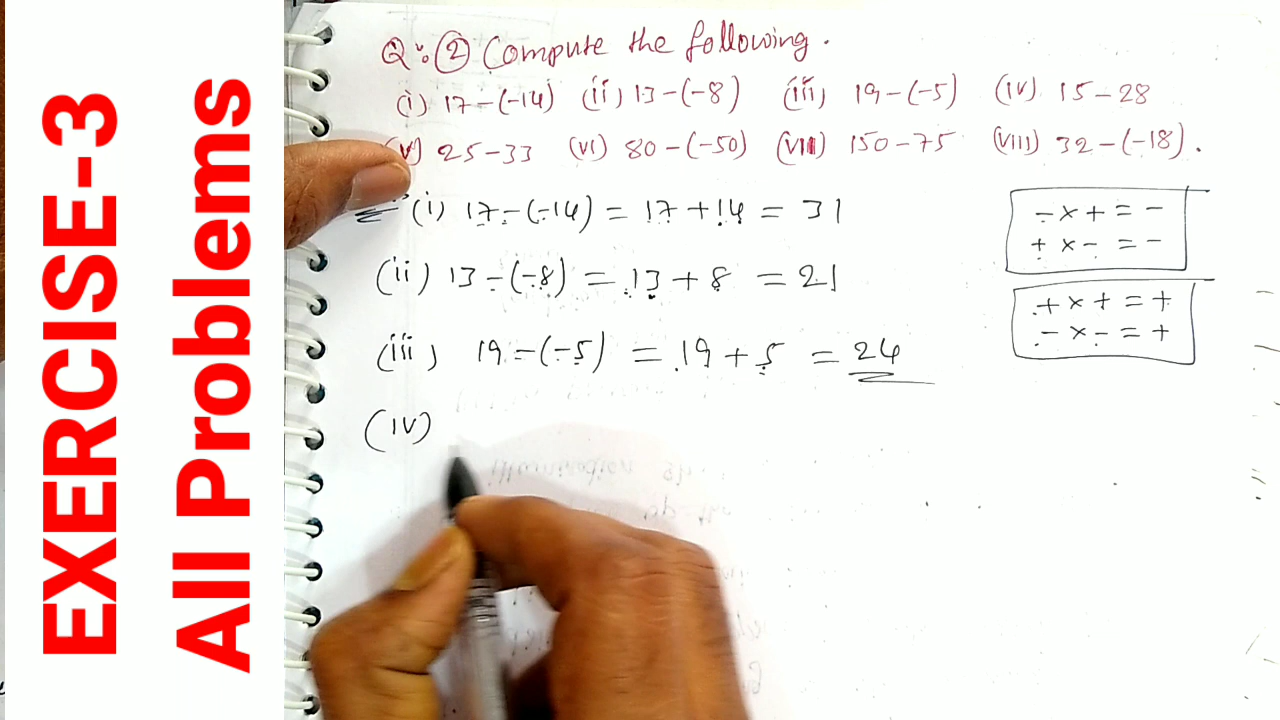 EXERCISE-3
All Problems
Q:② Compute the following.
(i) 17-(-14) (ii) 13-(-8) (iii) 19-(-5) (iv) 15-28
(v) 25-33 (vi) 80-(-50) (vii) 150-75 (viii) 32-(-18).
(i) 17-(-14) = 17+14 = 31
(ii) 13-(-8) = 13+8 = 21
(iii) 19-(-5) = 19+5 = 24
(iv)
- x + = -
+ x - = -
+ x + = +
- x - = +